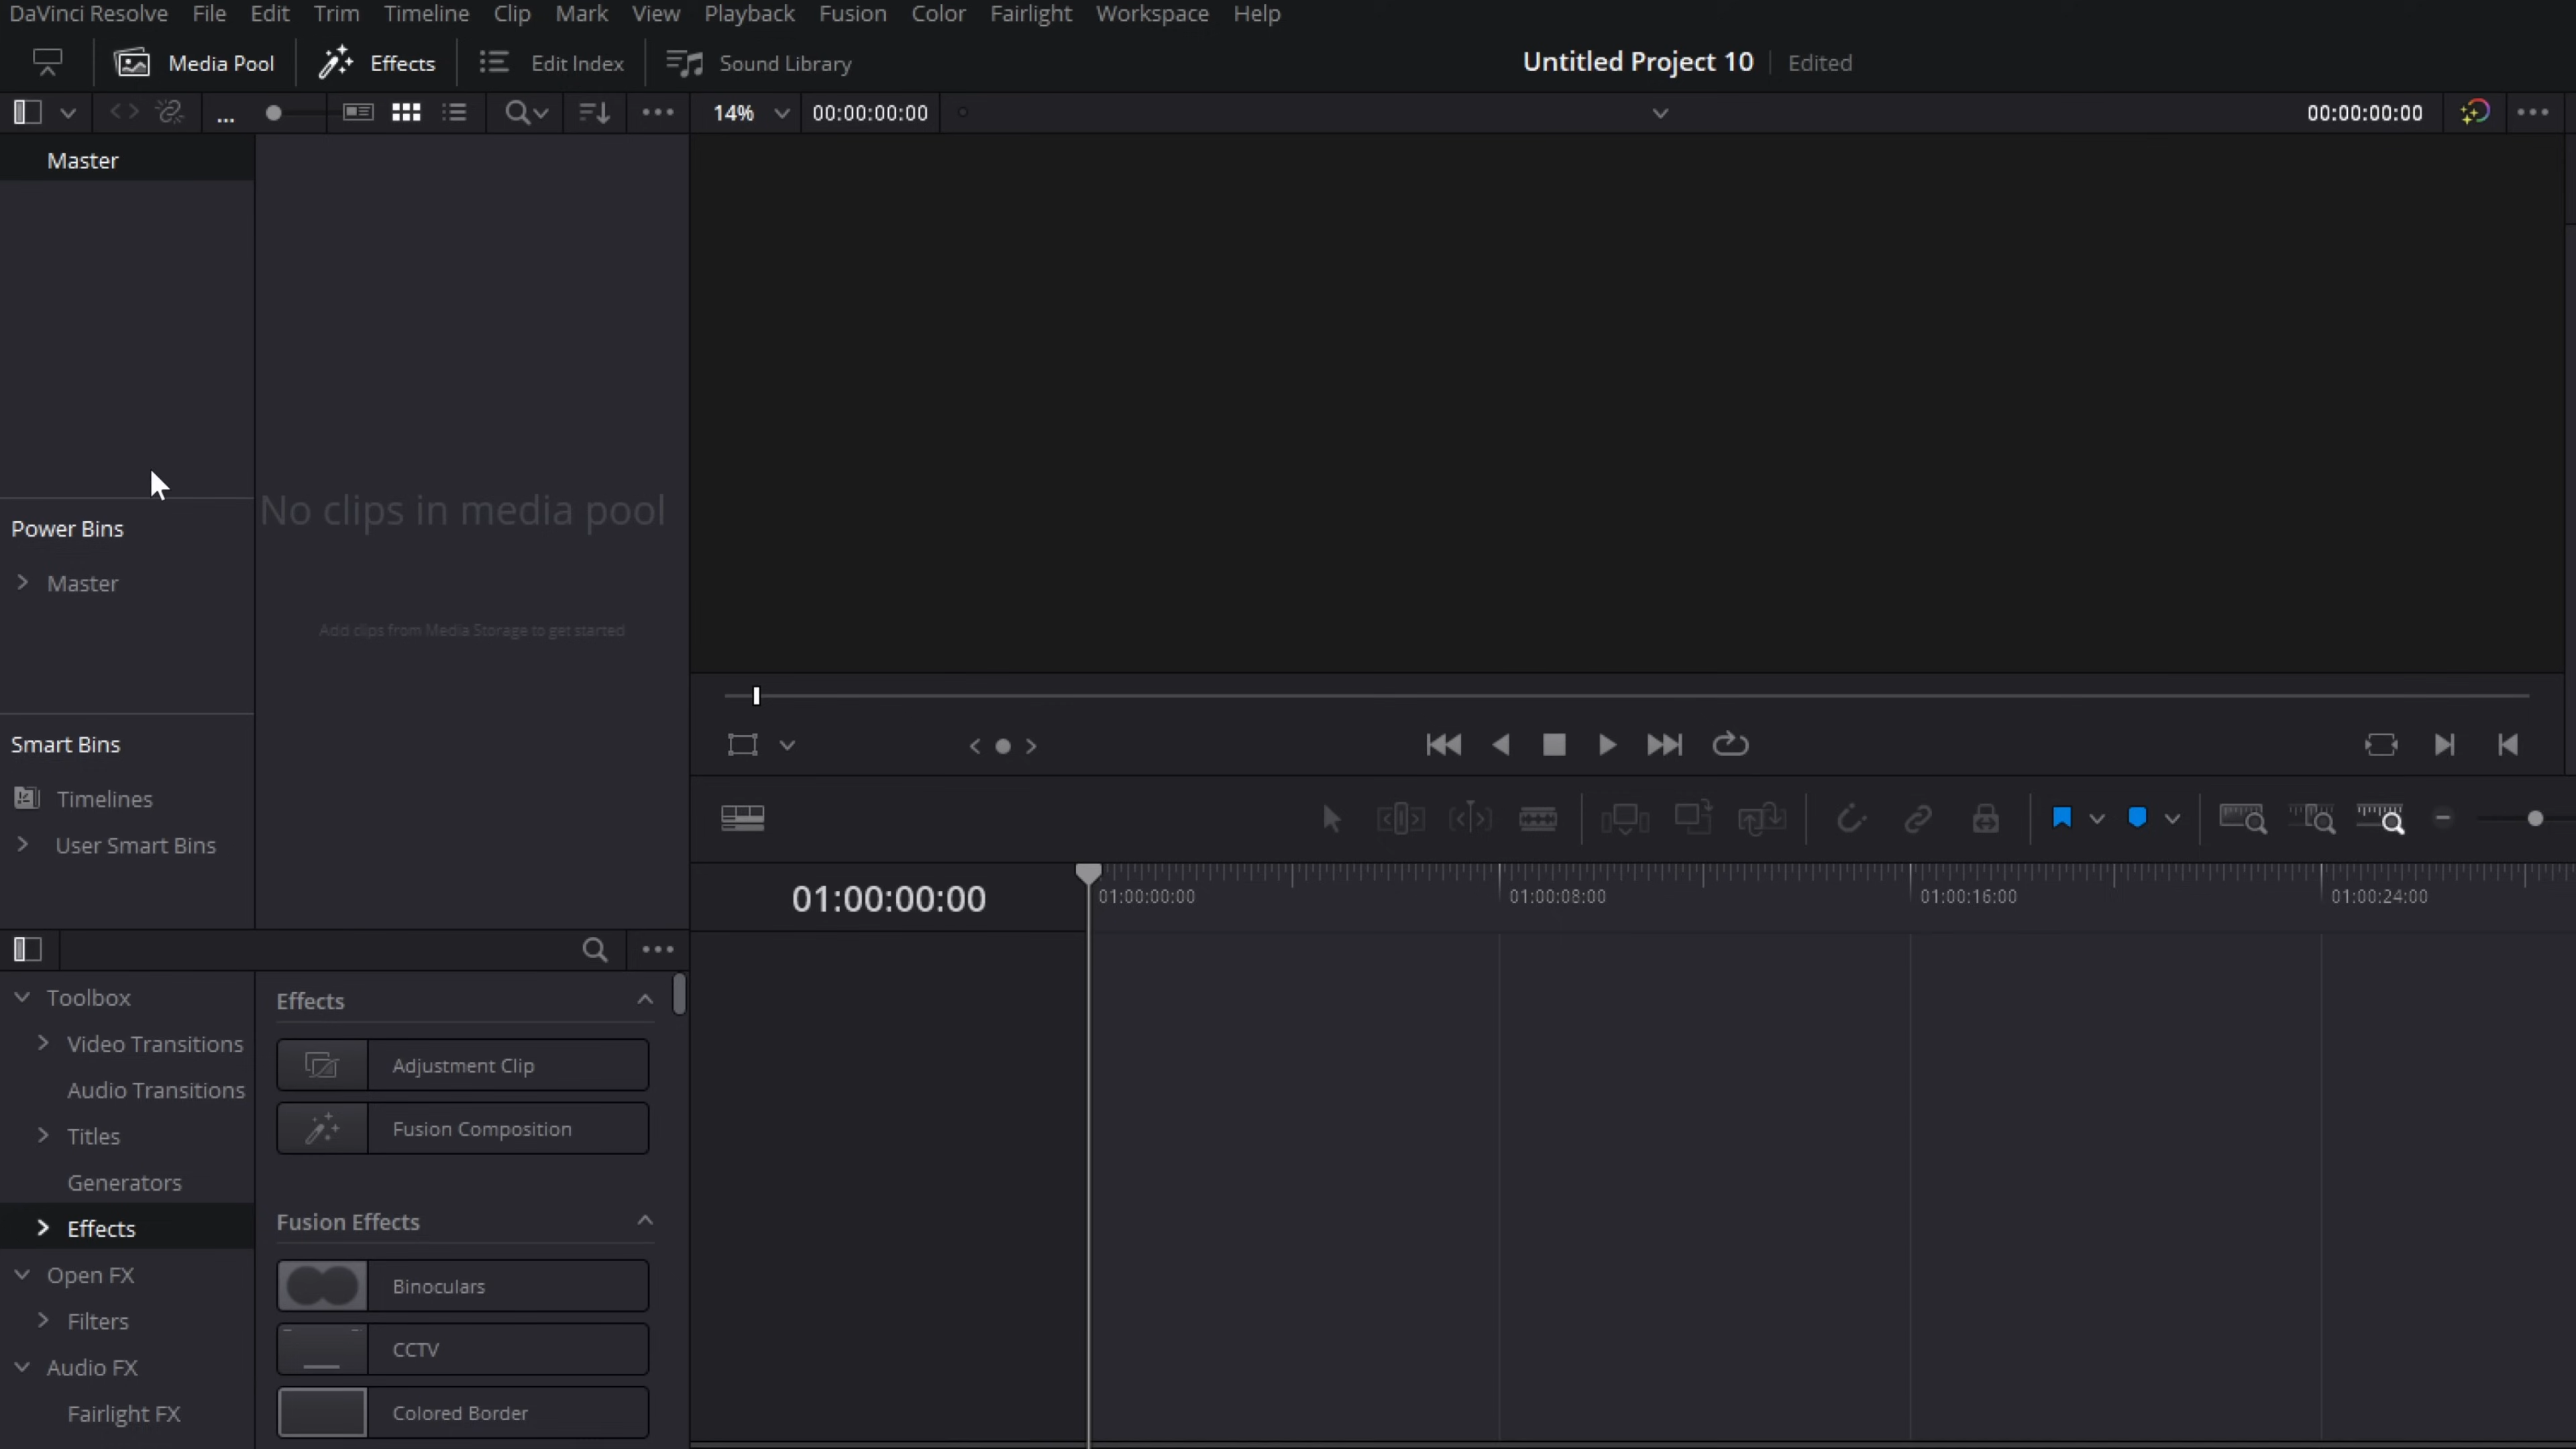 DaVinci Resolve File Edit Trim Timeline Clip Mark View Playback Fusion Color Fairlight Workspace Help
Media Pool Effects Edit Index Sound Library Untitled Project 10 Edited
... 14% 00:00:00:00 00:00:00:00
Master
No clips in media pool
Add clips from Media Storage to get started
Power Bins
Master
Smart Bins
Timelines
User Smart Bins
01:00:00:00
01:00:00:00 01:00:08:00 01:00:16:00 01:00:24:00
Toolbox
Video Transitions
Audio Transitions
Titles
Generators
Effects
Open FX
Filters
Audio FX
Fairlight FX
Effects
Adjustment Clip
Fusion Composition
Fusion Effects
Binoculars
CCTV
Colored Border